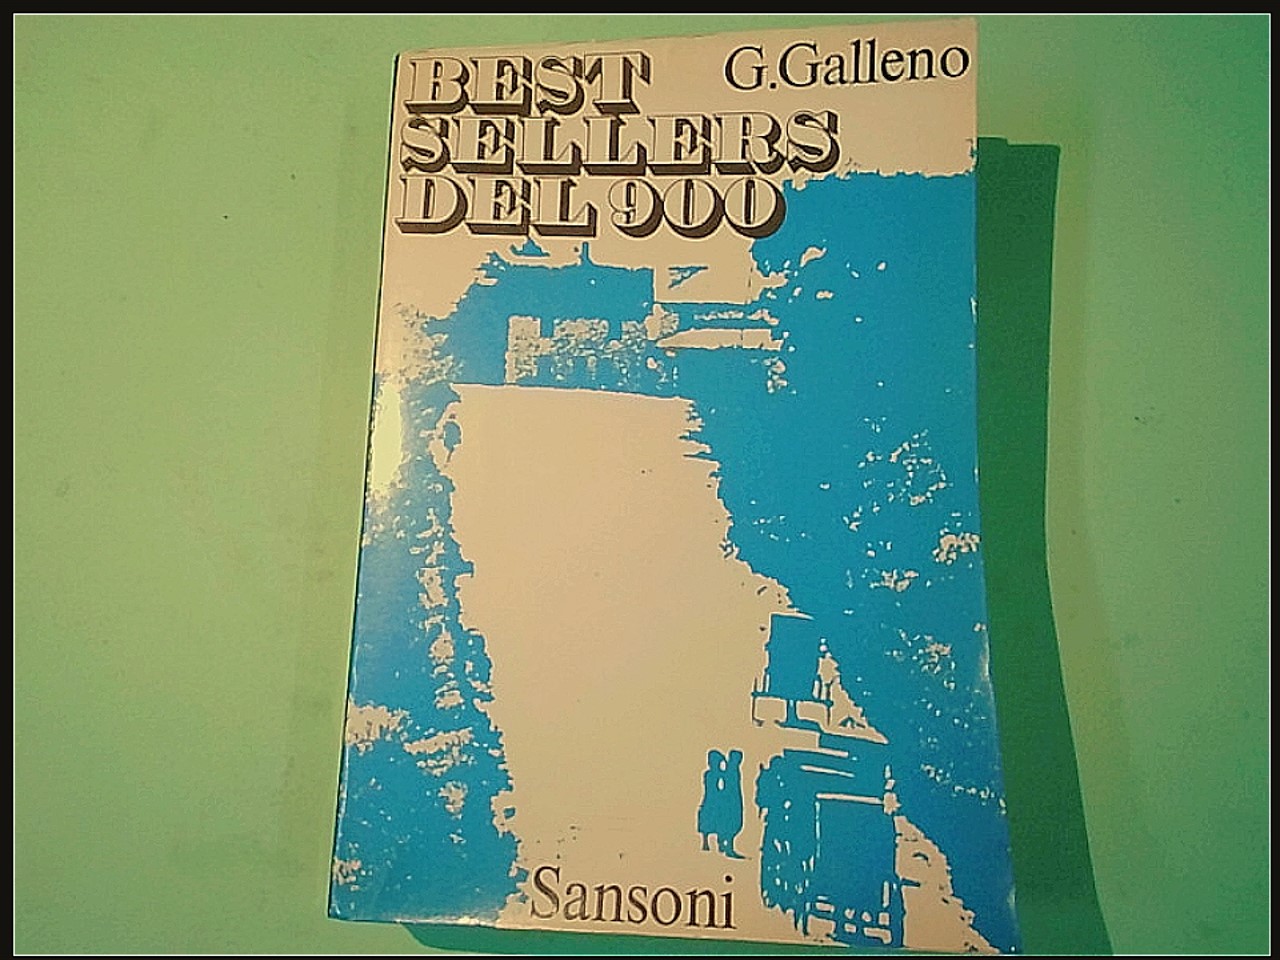 BEST
G.Galleno
SELLERS
DEL 900
Sansoni